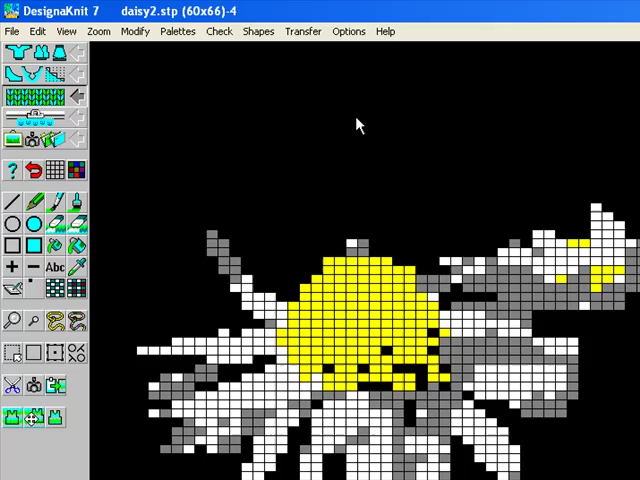 DesignaKnit 7 daisy2.stp (60x66)-4
File Edit View Zoom Modify Palettes Check Shapes Transfer Options Help
?
Abc